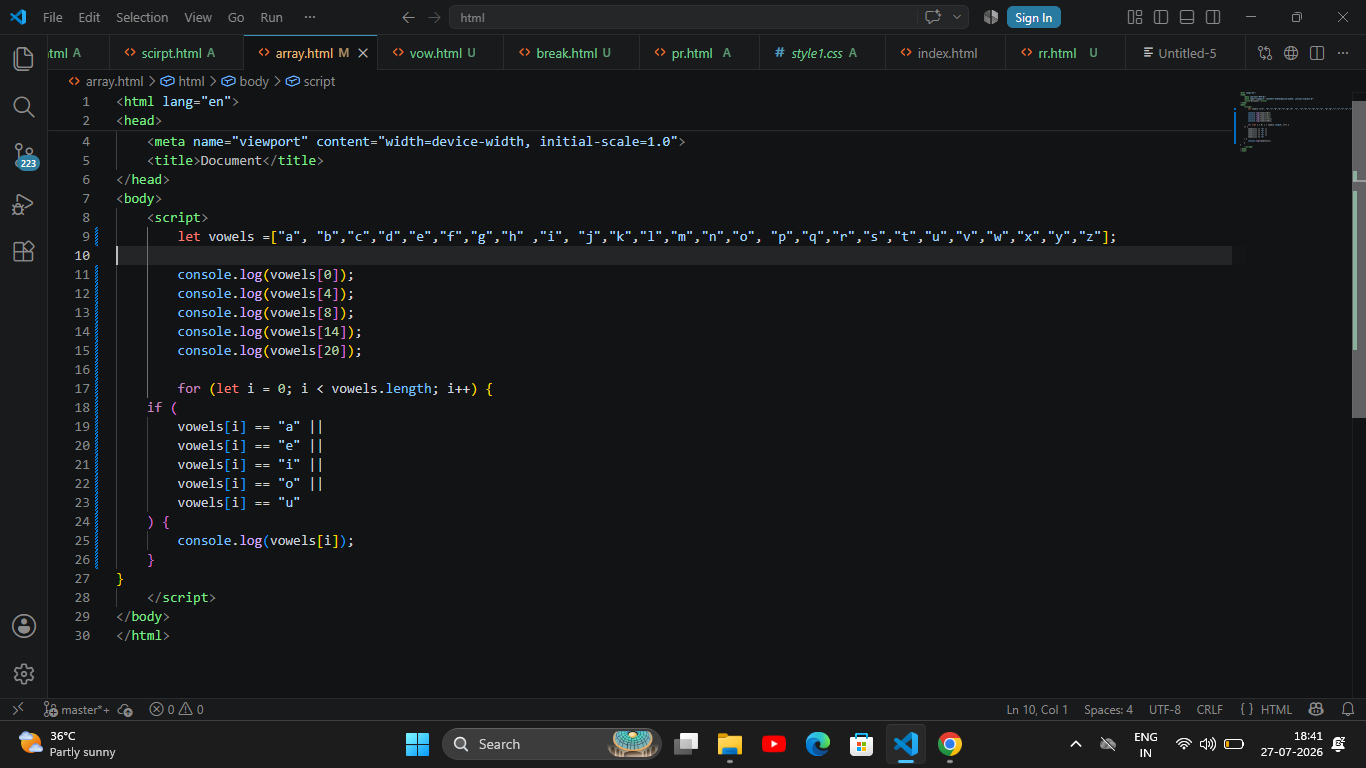 File Edit Selection View Go Run ··· html Sign In
tml A scirpt.html A array.html M vow.html U break.html U pr.html A style1.css A index.html rr.html U Untitled-5
array.html > html > body > script
1 <html lang="en">
2 <head>
4 <meta name="viewport" content="width=device-width, initial-scale=1.0">
5 <title>Document</title>
6 </head>
7 <body>
8 <script>
9 let vowels =["a", "b","c","d","e","f","g","h" ,"i", "j","k","l","m","n","o", "p","q","r","s","t","u","v","w","x","y","z"];
10
11 console.log(vowels[0]);
12 console.log(vowels[4]);
13 console.log(vowels[8]);
14 console.log(vowels[14]);
15 console.log(vowels[20]);
16
17 for (let i = 0; i < vowels.length; i++) {
18 if (
19 vowels[i] == "a" ||
20 vowels[i] == "e" ||
21 vowels[i] == "i" ||
22 vowels[i] == "o" ||
23 vowels[i] == "u"
24 ) {
25 console.log(vowels[i]);
26 }
27 }
28 </script>
29 </body>
30 </html>
223
master*+ 0 0 Ln 10, Col 1 Spaces: 4 UTF-8 CRLF { } HTML
36°C
Partly sunny
Search
ENG
IN
18:41
27-07-2026